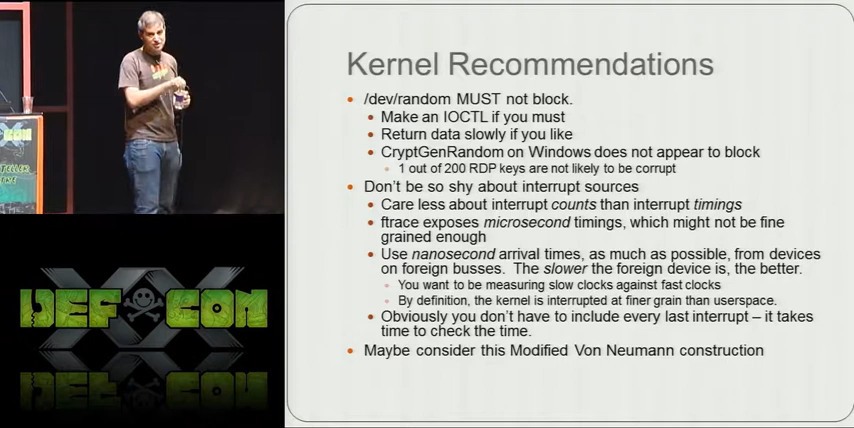 CON
Kernel Recommendations
/dev/random MUST not block.
Make an IOCTL if you must
Return data slowly if you like
CryptGenRandom on Windows does not appear to block
1 out of 200 RDP keys are not likely to be corrupt
Don't be so shy about interrupt sources
Care less about interrupt counts than interrupt timings
ftrace exposes microsecond timings, which might not be fine
grained enough
Use nanosecond arrival times, as much as possible, from devices
on foreign busses.  The slower the foreign device is, the better.
You want to be measuring slow clocks against fast clocks
By definition, the kernel is interrupted at finer grain than userspace.
Obviously you don't have to include every last interrupt – it takes
time to check the time.
Maybe consider this Modified Von Neumann construction
XX
DEF CON